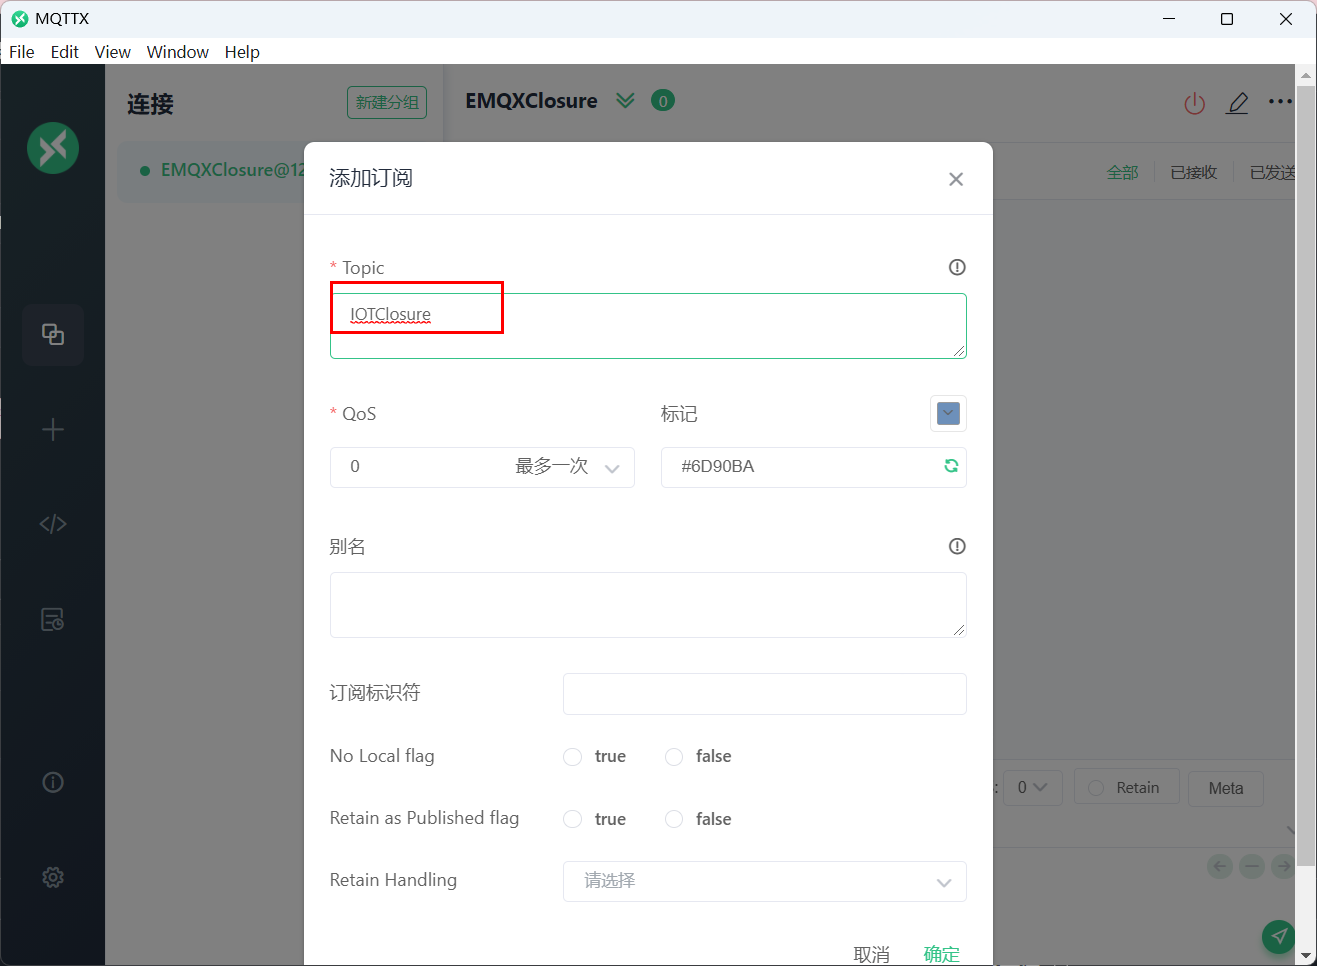 MQTTX
File Edit View Window Help
连接
新建分组
EMQXClosure
0
EMQXClosure@12
全部
已接收
已发送
添加订阅
* Topic
IOTClosure
* QoS
标记
0 最多一次
#6D90BA
别名
订阅标识符
No Local flag
true
false
Retain as Published flag
true
false
Retain Handling
请选择
取消
确定
: 0
Retain
Meta